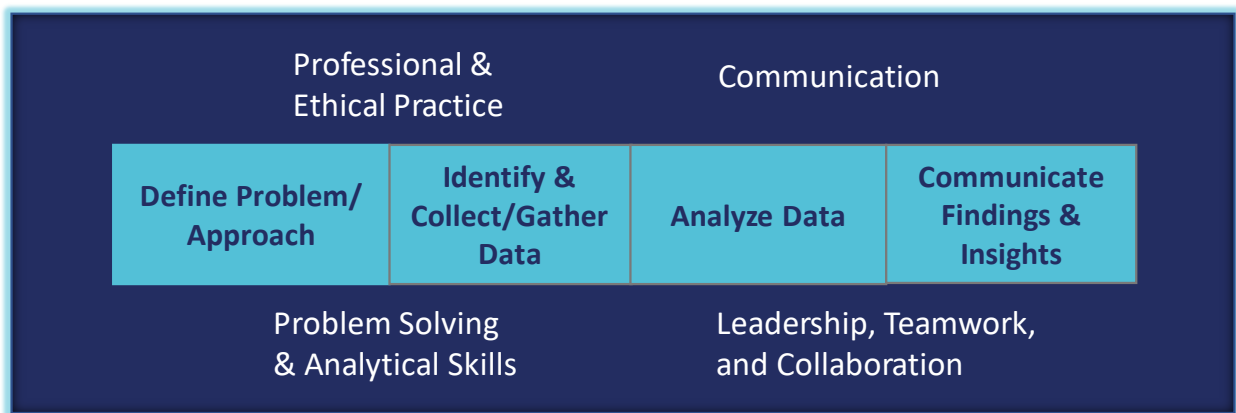 Professional &
Ethical Practice
Communication
Define Problem/
Approach
Identify &
Collect/Gather
Data
Analyze Data
Communicate
Findings &
Insights
Problem Solving
& Analytical Skills
Leadership, Teamwork,
and Collaboration